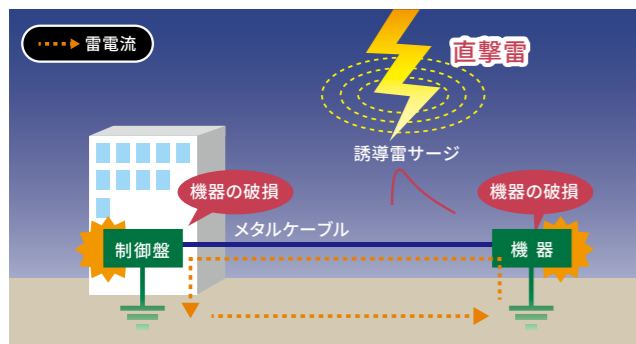 雷電流
直撃雷
誘導雷サージ
機器の破損
機器の破損
メタルケーブル
制御盤
機 器